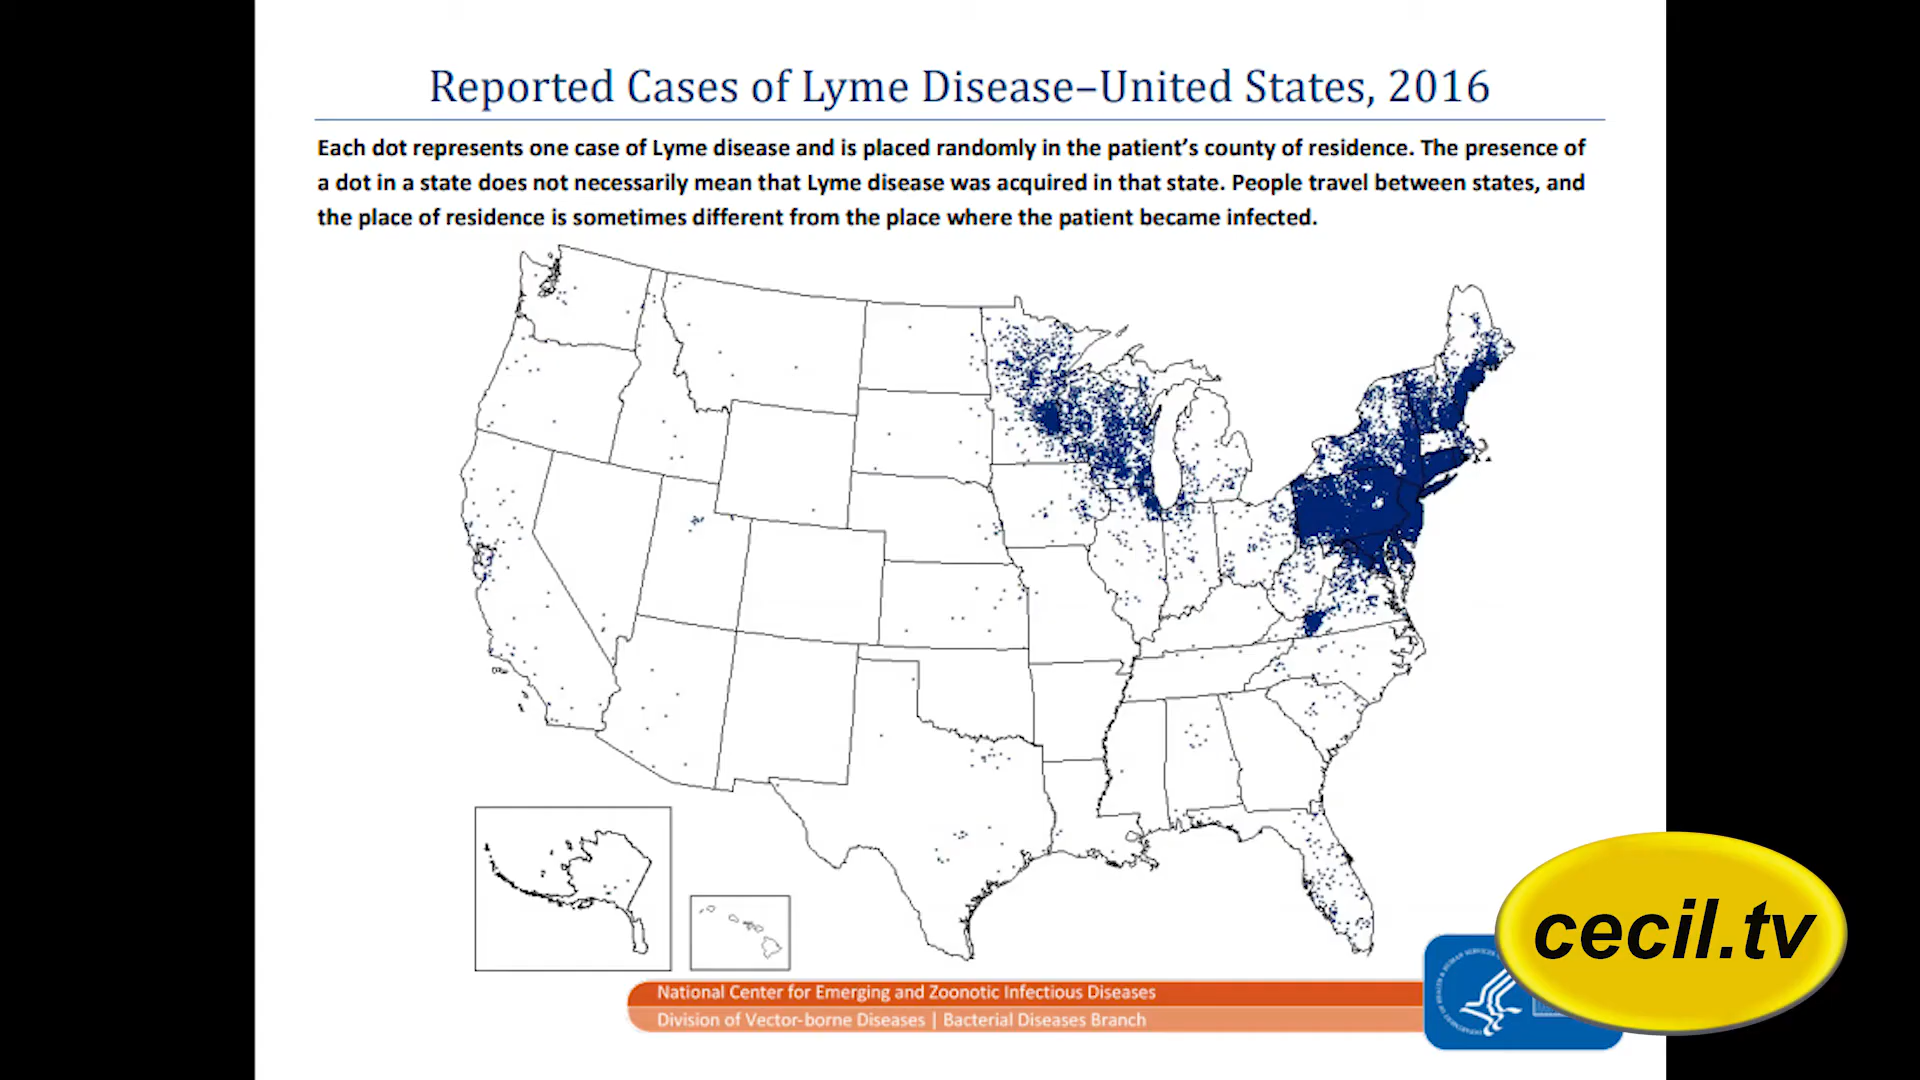 Reported Cases of Lyme Disease–United States, 2016
Each dot represents one case of Lyme disease and is placed randomly in the patient’s county of residence. The presence of
a dot in a state does not necessarily mean that Lyme disease was acquired in that state. People travel between states, and
the place of residence is sometimes different from the place where the patient became infected.
National Center for Emerging and Zoonotic Infectious Diseases
Division of Vector-borne Diseases | Bacterial Diseases Branch
cecil.tv